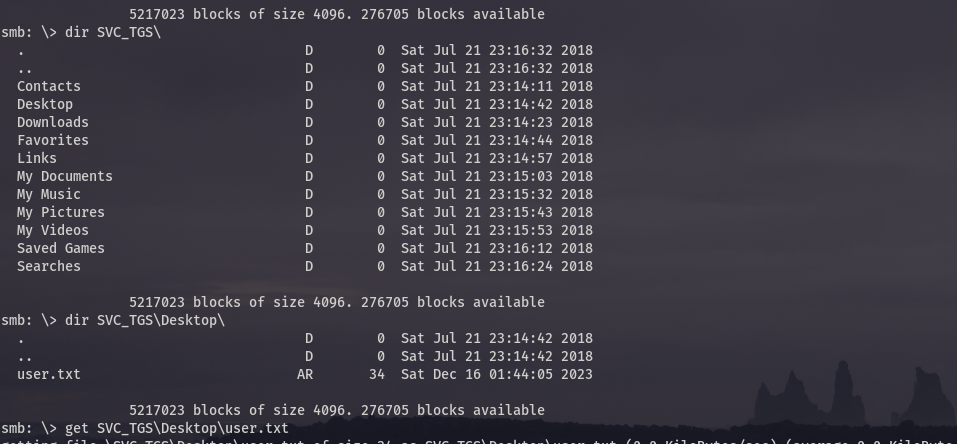 5217023 blocks of size 4096. 276705 blocks available
smb: \> dir SVC_TGS\
. D 0 Sat Jul 21 23:16:32 2018
.. D 0 Sat Jul 21 23:16:32 2018
Contacts D 0 Sat Jul 21 23:14:11 2018
Desktop D 0 Sat Jul 21 23:14:42 2018
Downloads D 0 Sat Jul 21 23:14:23 2018
Favorites D 0 Sat Jul 21 23:14:44 2018
Links D 0 Sat Jul 21 23:14:57 2018
My Documents D 0 Sat Jul 21 23:15:03 2018
My Music D 0 Sat Jul 21 23:15:32 2018
My Pictures D 0 Sat Jul 21 23:15:43 2018
My Videos D 0 Sat Jul 21 23:15:53 2018
Saved Games D 0 Sat Jul 21 23:16:12 2018
Searches D 0 Sat Jul 21 23:16:24 2018
5217023 blocks of size 4096. 276705 blocks available
smb: \> dir SVC_TGS\Desktop\
. D 0 Sat Jul 21 23:14:42 2018
.. D 0 Sat Jul 21 23:14:42 2018
user.txt AR 34 Sat Dec 16 01:44:05 2023
5217023 blocks of size 4096. 276705 blocks available
smb: \> get SVC_TGS\Desktop\user.txt